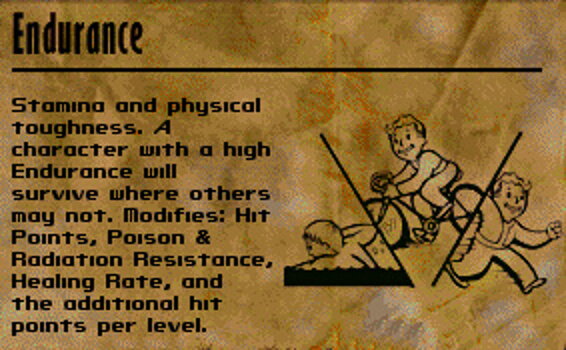 Endurance
Stamina and physical
toughness. A
character with a high
Endurance will
survive where others
may not. Modifies: Hit
Points, Poison &
Radiation Resistance,
Healing Rate, and
the additional hit
points per level.